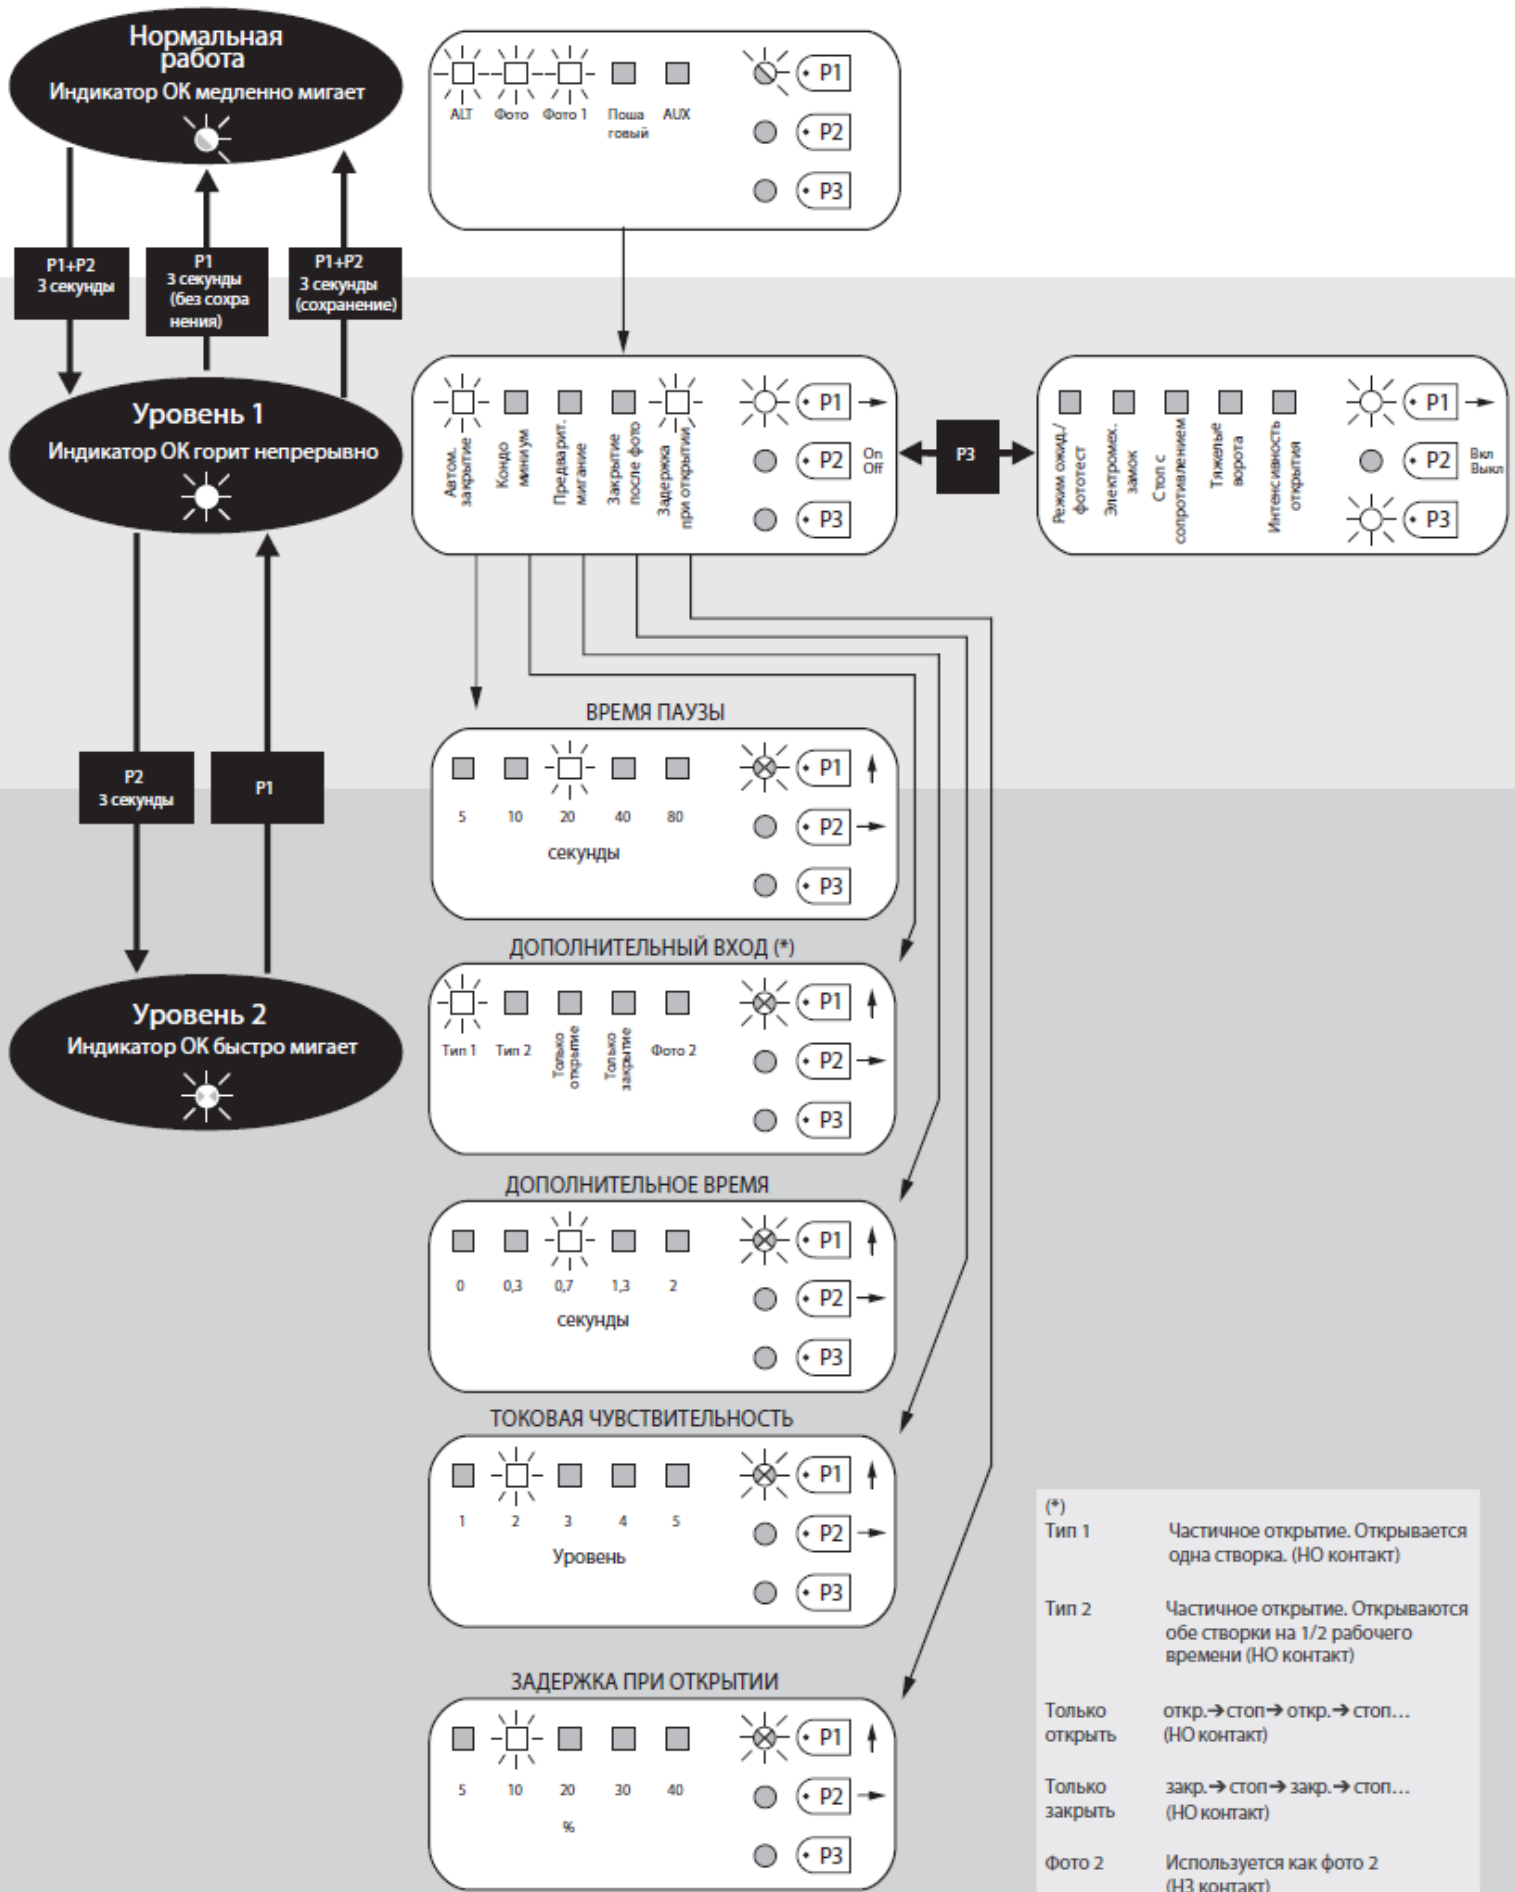 Нормальная
работа
Индикатор ОК медленно мигает
ALT
Фото
Фото 1
Поша
говый
AUX
P1
P2
P3
P1+P2
3 секунды
P1
3 секунды
(без сохра
нения)
P1+P2
3 секунды
(сохранение)
Уровень 1
Индикатор ОК горит непрерывно
Автом.
закрытие
Кондо
миниум
Предварит.
мигание
Закрытие
после фото
Задержка
при открытии
P1
P2
On
Off
P3
P3
Режим ожид./
фототест
Электромех.
замок
Стоп с
сопротивлением
Тяжелые
ворота
Интенсивность
открытия
P1
P2
Вкл
Выкл
P3
P2
3 секунды
P1
ВРЕМЯ ПАУЗЫ
5 10 20 40 80
секунды
P1
P2
P3
Уровень 2
Индикатор ОК быстро мигает
ДОПОЛНИТЕЛЬНЫЙ ВХОД (*)
Тип 1
Тип 2
Только
открытие
Только
закрытие
Фото 2
P1
P2
P3
ДОПОЛНИТЕЛЬНОЕ ВРЕМЯ
0 0,3 0,7 1,3 2
секунды
P1
P2
P3
ТОКОВАЯ ЧУВСТВИТЕЛЬНОСТЬ
1 2 3 4 5
Уровень
P1
P2
P3
ЗАДЕРЖКА ПРИ ОТКРЫТИИ
5 10 20 30 40
%
P1
P2
P3
(*)
Тип 1 Частичное открытие. Открывается
одна створка. (НО контакт)
Тип 2 Частичное открытие. Открываются
обе створки на 1/2 рабочего
времени (НО контакт)
Только откр.➔стоп➔откр.➔стоп…
открыть (НО контакт)
Только закр.➔стоп➔закр.➔стоп…
закрыть (НО контакт)
Фото 2 Используется как фото 2
(НЗ контакт)